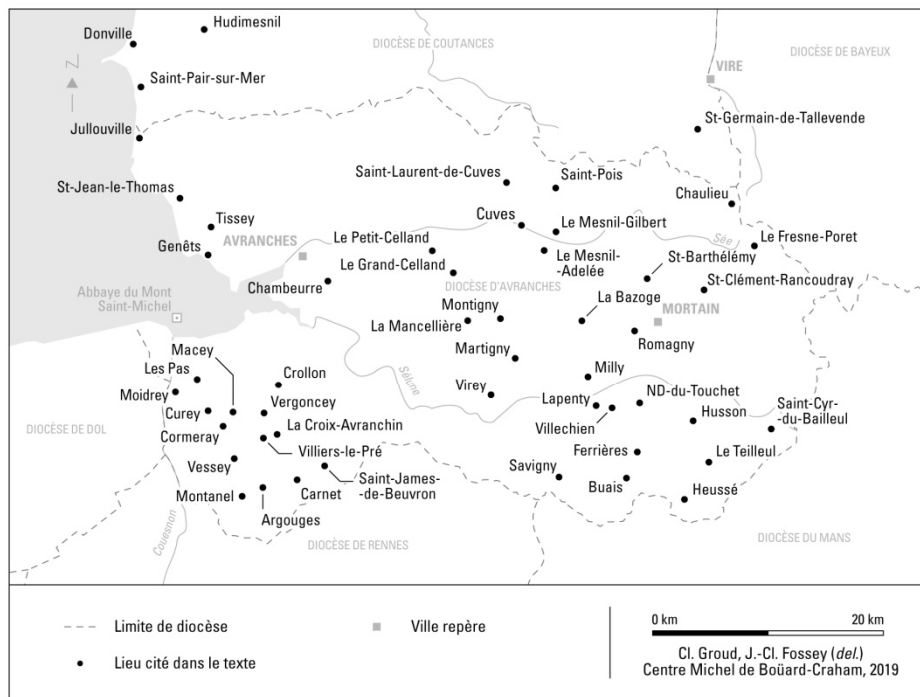 Hudimesnil
Donville
DIOCÈSE DE COUTANCES
DIOCÈSE DE BAYEUX
VIRE
N
Saint-Pair-sur-Mer
St-Germain-de-Tallevende
Jullouville
Saint-Laurent-de-Cuves
Saint-Pois
St-Jean-le-Thomas
Chaulieu
Tissey
Cuves
Le Mesnil-Gilbert
AVRANCHES
Le Petit-Celland
Sée
Le Fresne-Poret
Genêts
Le Mesnil-
Adelée
St-Barthélémy
Le Grand-Celland
Chambeurre
DIOCÈSE D'AVRANCHES
St-Clément-Rancoudray
Abbaye du Mont
Saint-Michel
Montigny
La Bazoge
MORTAIN
La Mancellière
Romagny
Macey
Martigny
Crollon
Les Pas
Sélune
Milly
Moidrey
Vergoncey
Virey
ND-du-Touchet
Lapenty
Saint-Cyr-
du-Bailleul
Curey
La Croix-Avranchin
Villechien
Husson
DIOCÈSE DE DOL
Cormeray
Villiers-le-Pré
Ferrières
Vessey
Saint-James-
de-Beuvron
Savigny
Le Teilleul
Montanel
Carnet
Buais
Heussé
Argouges
Couesnon
DIOCÈSE DE RENNES
DIOCÈSE DU MANS
Limite de diocèse
Ville repère
0 km
20 km
Lieu cité dans le texte
Cl. Groud, J.-Cl. Fossey (del.)
Centre Michel de Boüard-Craham, 2019